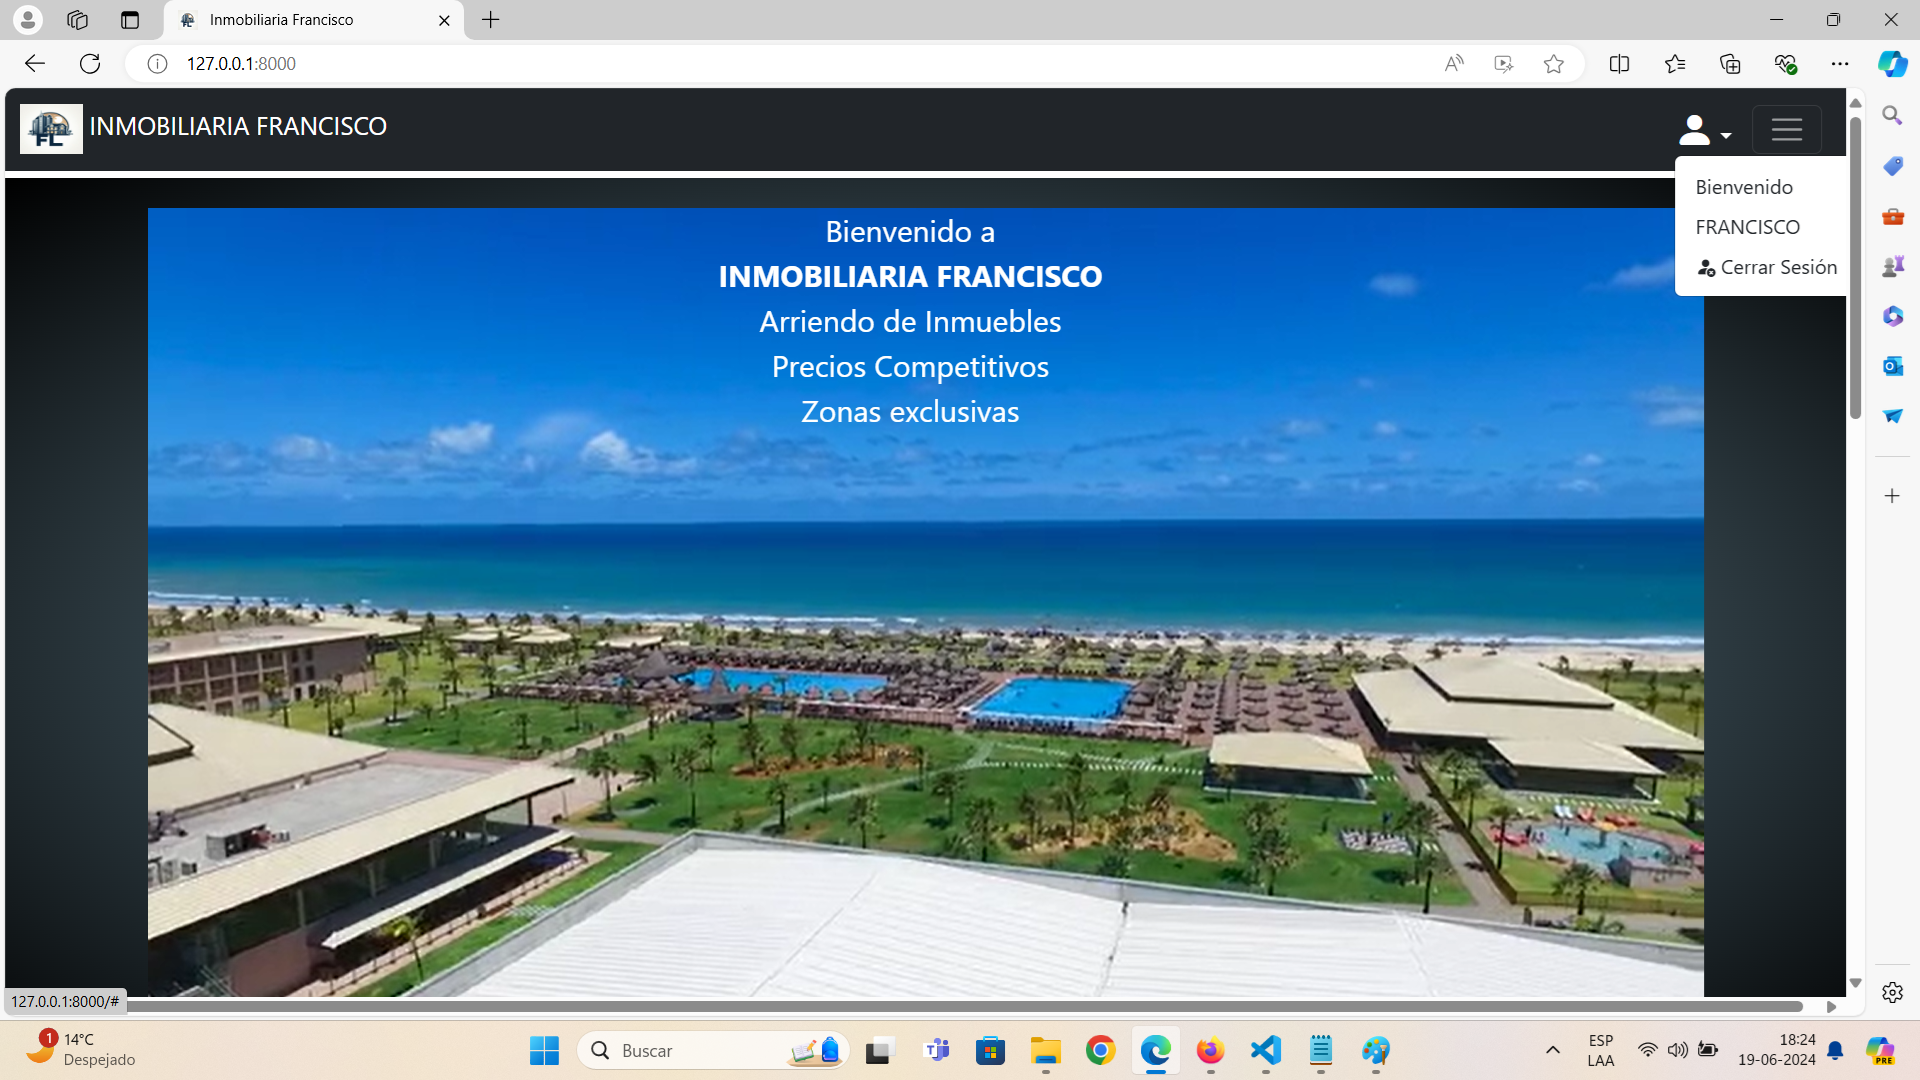 Inmobiliaria Francisco
127.0.0.1:8000
FL
INMOBILIARIA FRANCISCO
Bienvenido
FRANCISCO
Cerrar Sesión
Bienvenido a
INMOBILIARIA FRANCISCO
Arriendo de Inmuebles
Precios Competitivos
Zonas exclusivas
127.0.0.1:8000/#
1
14°C
Despejado
Buscar
ESP
LAA
18:24
19-06-2024
PRE